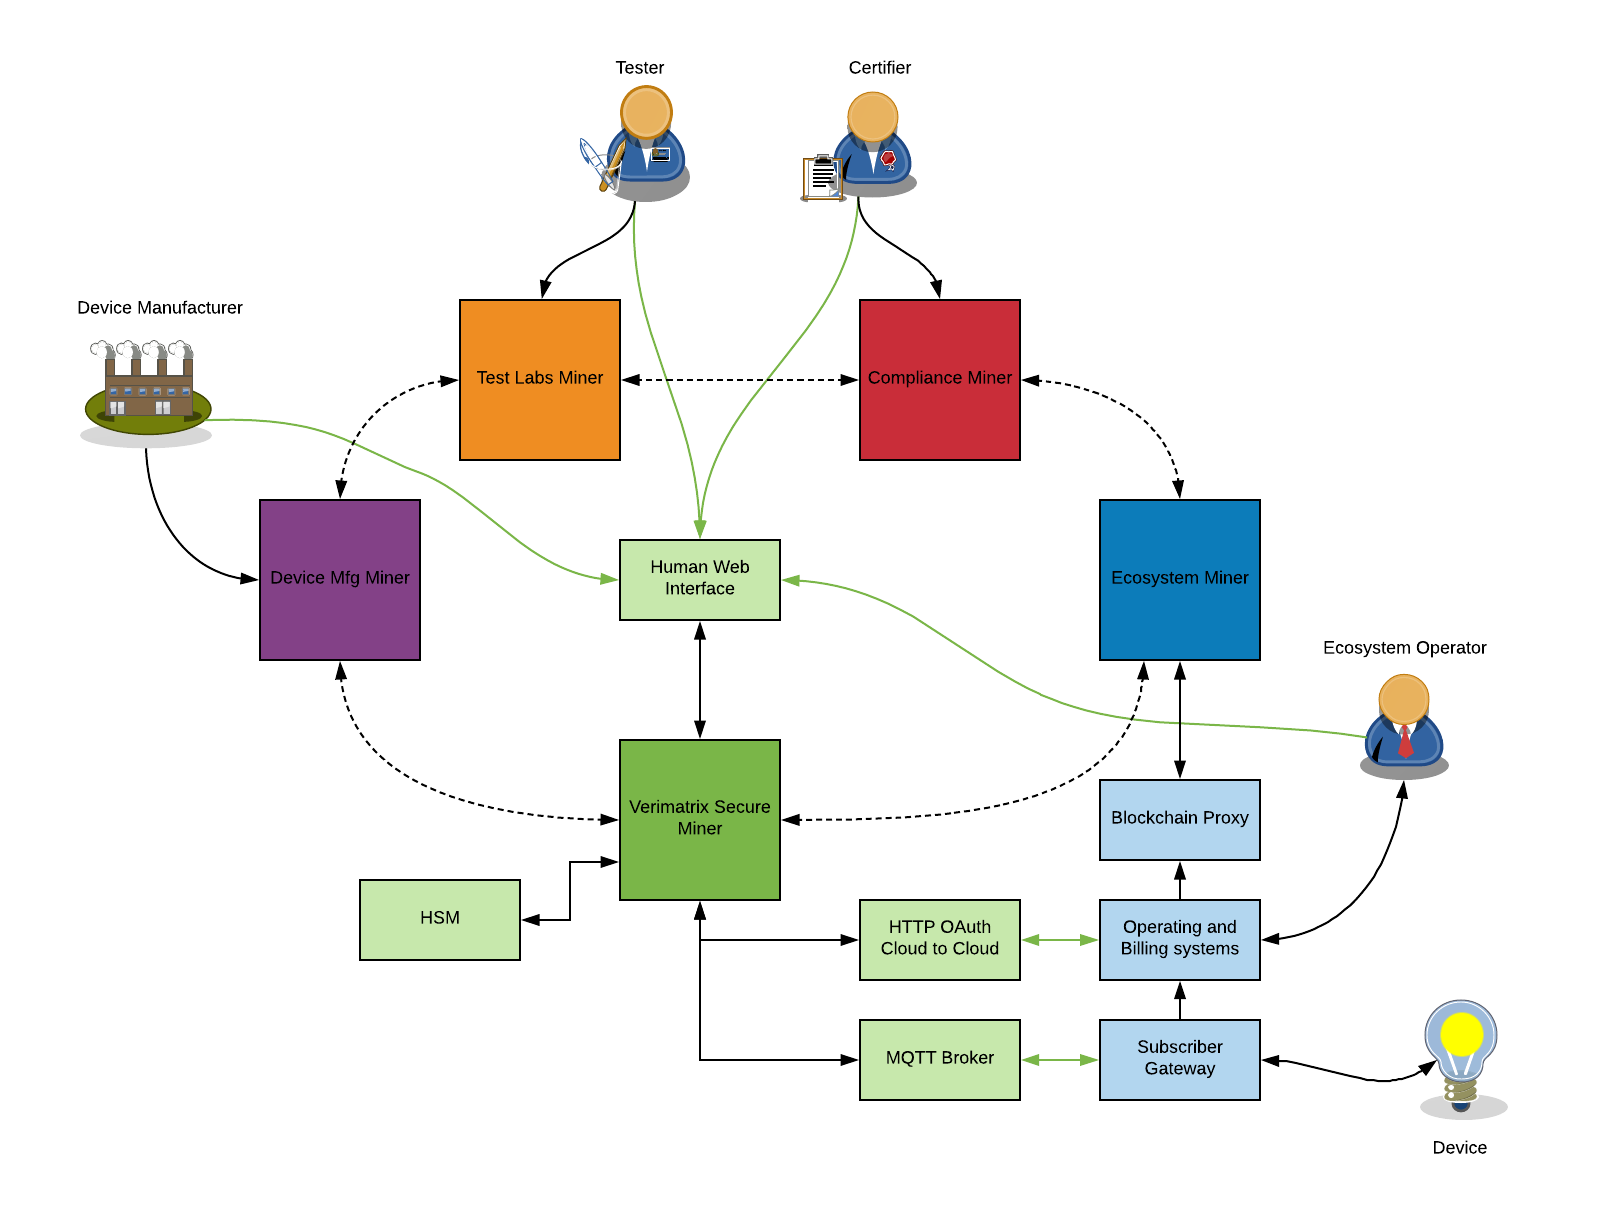 Tester
Certifier
Device Manufacturer
Test Labs Miner
Compliance Miner
Device Mfg Miner
Human Web
Interface
Ecosystem Miner
Ecosystem Operator
Verimatrix Secure
Miner
Blockchain Proxy
HSM
HTTP OAuth
Cloud to Cloud
Operating and
Billing systems
MQTT Broker
Subscriber
Gateway
Device